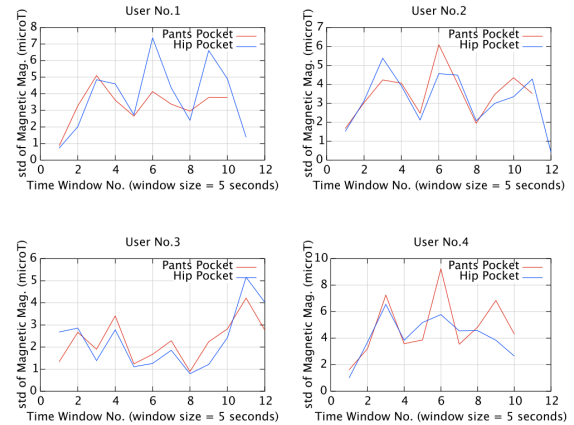 User No.1
Pants Pocket
Hip Pocket
std of Magnetic Mag. (microT)
8
7
6
5
4
3
2
1
0
0 2 4 6 8 10 12
Time Window No. (window size = 5 seconds)
User No.2
Pants Pocket
Hip Pocket
std of Magnetic Mag. (microT)
7
6
5
4
3
2
1
0
0 2 4 6 8 10 12
Time Window No. (window size = 5 seconds)
User No.3
Pants Pocket
Hip Pocket
std of Magnetic Mag. (microT)
6
5
4
3
2
1
0
0 2 4 6 8 10 12
Time Window No. (window size = 5 seconds)
User No.4
Pants Pocket
Hip Pocket
std of Magnetic Mag. (microT)
10
8
6
4
2
0
0 2 4 6 8 10 12
Time Window No. (window size = 5 seconds)